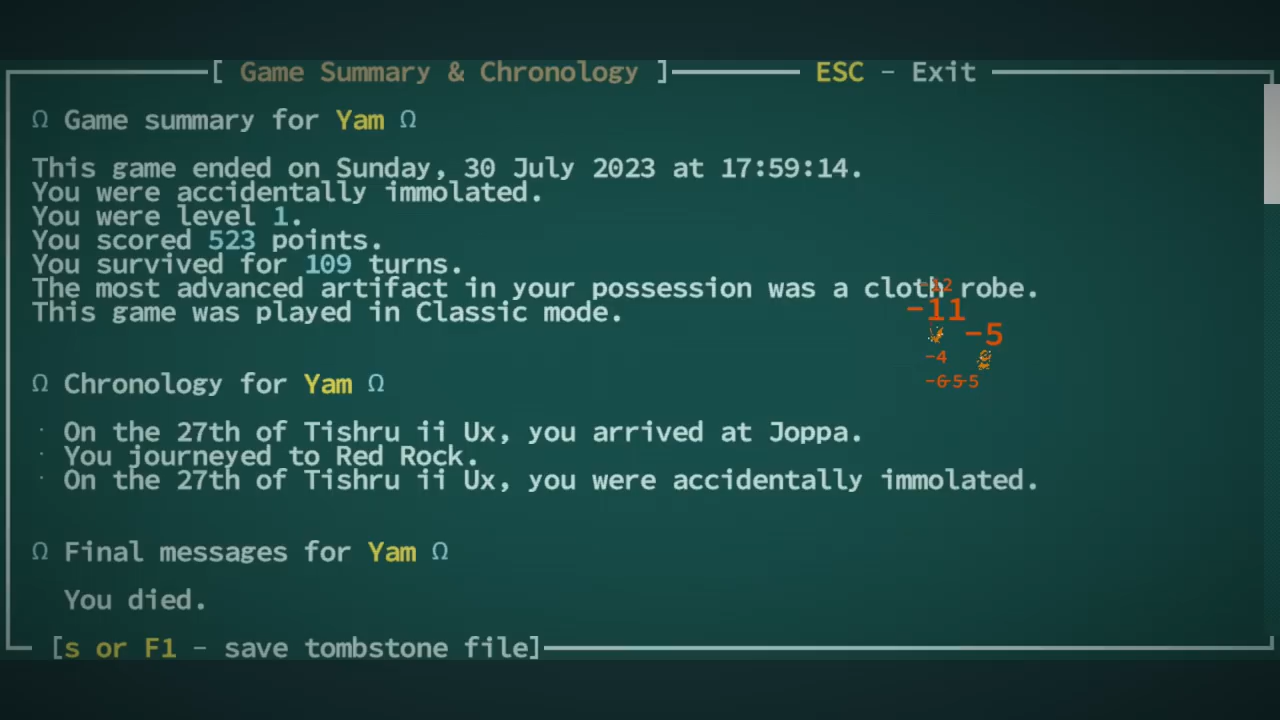 [ Game Summary & Chronology ] ESC - Exit
Ω Game summary for Yam Ω
This game ended on Sunday, 30 July 2023 at 17:59:14.
You were accidentally immolated.
You were level 1.
You scored 523 points.
You survived for 109 turns.
The most advanced artifact in your possession was a cloth robe.
-12
This game was played in Classic mode.
-11
-5
-4
-6-5-5
Ω Chronology for Yam Ω
· On the 27th of Tishru ii Ux, you arrived at Joppa.
· You journeyed to Red Rock.
· On the 27th of Tishru ii Ux, you were accidentally immolated.
Ω Final messages for Yam Ω
You died.
[s or F1 - save tombstone file]